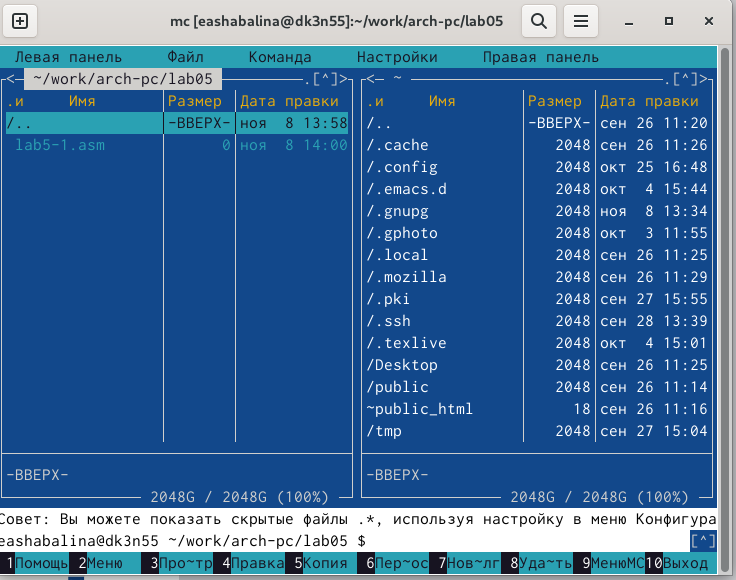 mc [eashabalina@dk3n55]:~/work/arch-pc/lab05
Левая панель Файл Команда Настройки Правая панель
<— ~/work/arch-pc/lab05 .[^]> <— ~ .[^]>
.и Имя Размер Дата правки .и Имя Размер Дата правки
/.. -ВВЕРХ- ноя 8 13:58 /.. -ВВЕРХ- сен 26 11:20
lab5-1.asm 0 ноя 8 14:00 /.cache 2048 сен 26 11:26
/.config 2048 окт 25 16:48
/.emacs.d 2048 окт 4 15:44
/.gnupg 2048 ноя 8 13:34
/.gphoto 2048 окт 3 11:55
/.local 2048 сен 26 11:25
/.mozilla 2048 сен 26 11:29
/.pki 2048 сен 27 15:55
/.ssh 2048 сен 28 13:39
/.texlive 2048 окт 4 15:01
/Desktop 2048 сен 26 11:25
/public 2048 сен 26 11:14
~public_html 18 сен 26 11:16
/tmp 2048 сен 27 15:04
-ВВЕРХ- -ВВЕРХ-
2048G / 2048G (100%) 2048G / 2048G (100%)
Совет: Вы можете показать скрытые файлы .*, используя настройку в меню Конфигура
eashabalina@dk3n55 ~/work/arch-pc/lab05 $ [^]
1Помощь 2Меню 3Про~тр 4Правка 5Копия 6Пер~ос 7Нов~лг 8Уда~ть 9МенюMC 10Выход